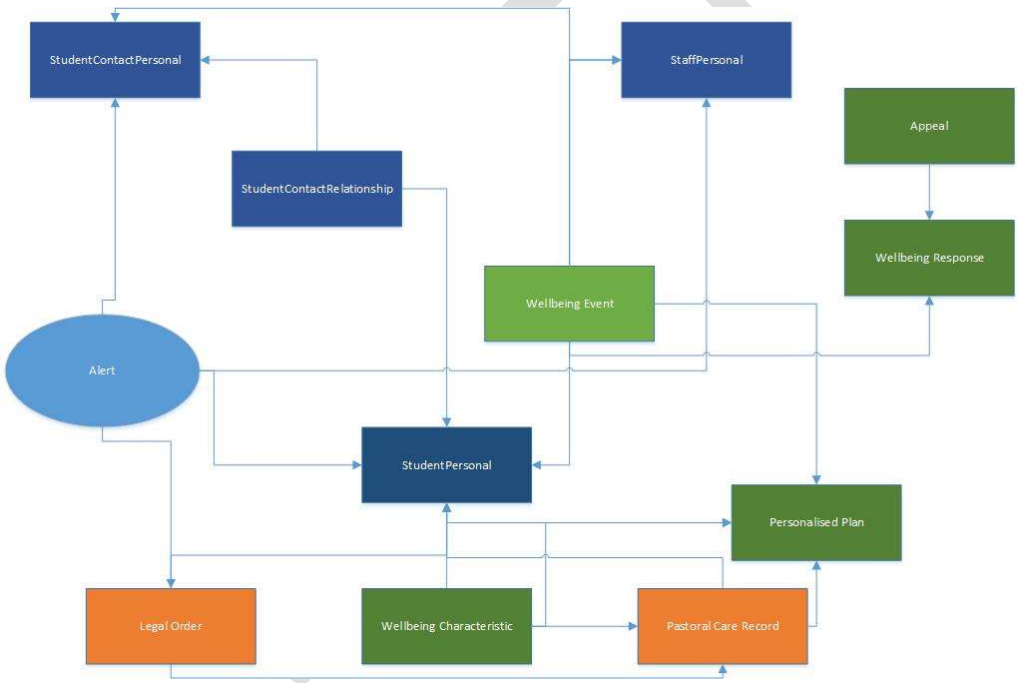 StudentContactPersonal
StaffPersonal
Appeal
StudentContactRelationship
Wellbeing Response
Wellbeing Event
Alert
StudentPersonal
Personalised Plan
Legal Order
Wellbeing Characteristic
Pastoral Care Record